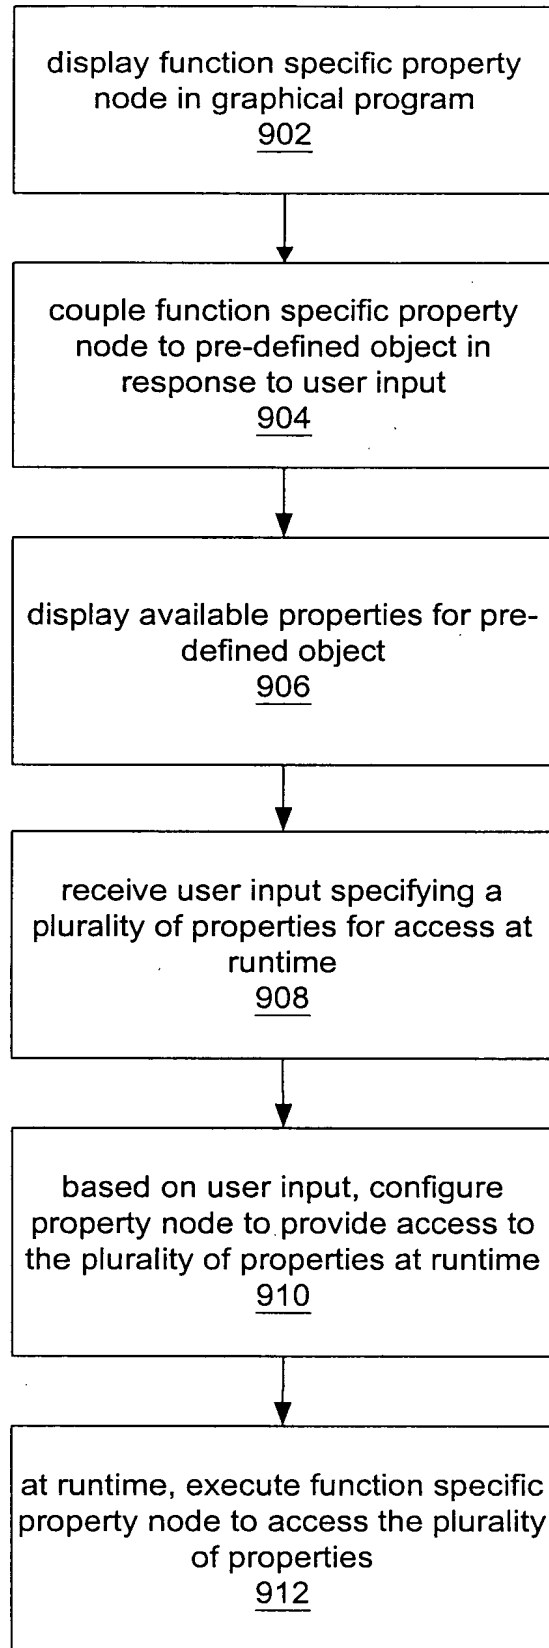 display function specific property
node in graphical program
902
couple function specific property
node to pre-defined object in
response to user input
904
display available properties for pre-
defined object
906
receive user input specifying a
plurality of properties for access at
runtime
908
based on user input, configure
property node to provide access to
the plurality of properties at runtime
910
at runtime, execute function specific
property node to access the plurality
of properties
912